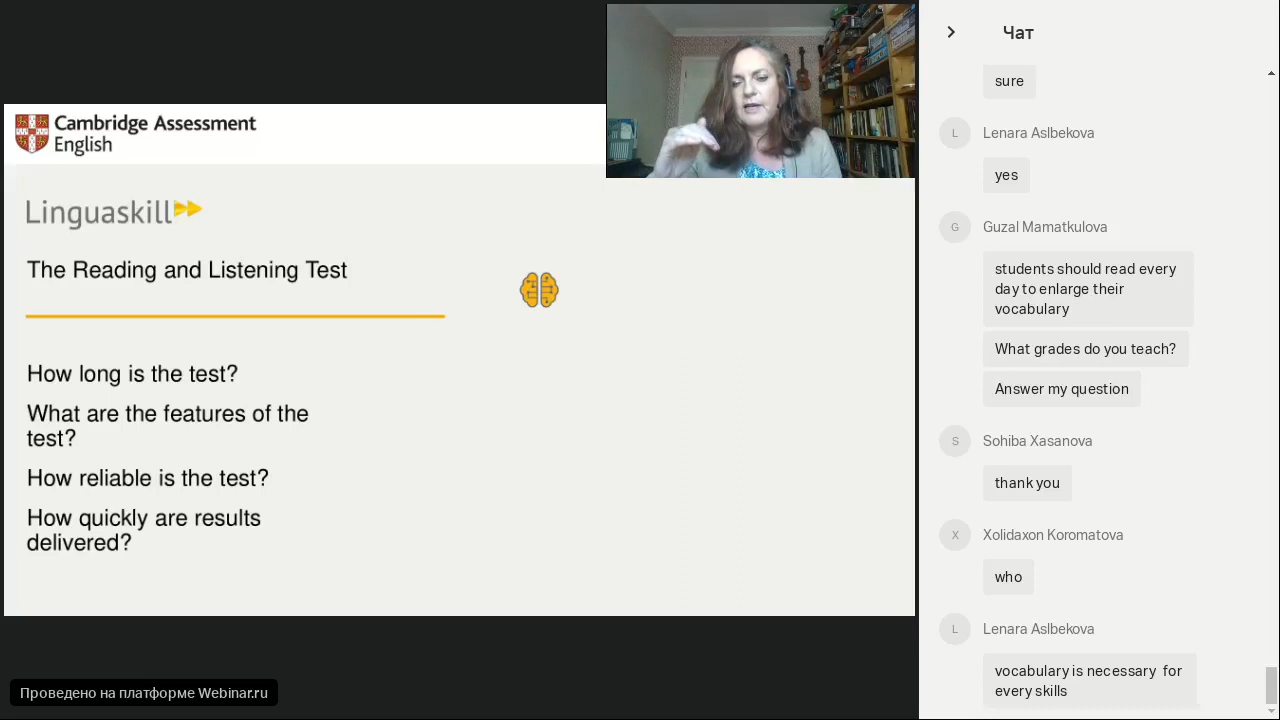 Cambridge Assessment
English
Linguaskill
The Reading and Listening Test
How long is the test?
What are the features of the
test?
How reliable is the test?
How quickly are results
delivered?
Проведено на платформе Webinar.ru
Чат
sure
L
Lenara Aslbekova
yes
G
Guzal Mamatkulova
students should read every
day to enlarge their
vocabulary
What grades do you teach?
Answer my question
S
Sohiba Xasanova
thank you
X
Xolidaxon Koromatova
who
L
Lenara Aslbekova
vocabulary is necessary for
every skills